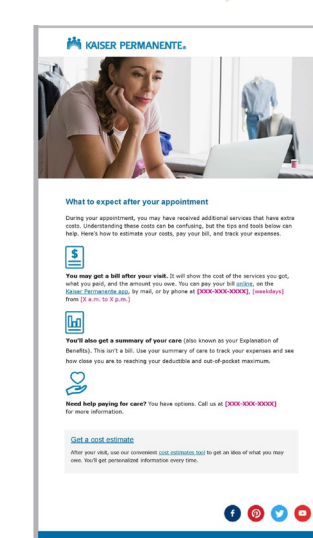 KAISER PERMANENTE®
What to expect after your appointment
During your appointment, you may have received additional services that have extra
costs. Understanding these costs can be confusing, but the tips and tools below can
help. Here's how to estimate your costs, pay your bill, and track your expenses.
$
You may get a bill after your visit. It will show the cost of the services you got,
what you paid, and the amount you owe. You can pay your bill online, on the
Kaiser Permanente app, by mail, or by phone at [XXX-XXX-XXXX], [weekdays]
from [X a.m. to X p.m.]
You'll also get a summary of your care (also known as your Explanation of
Benefits). This isn't a bill. Use your summary of care to track your expenses and see
how close you are to reaching your deductible and out-of-pocket maximum.
Need help paying for care? You have options. Call us at [XXX-XXX-XXXX]
for more information.
Get a cost estimate
After your visit, use our convenient cost estimates tool to get an idea of what you may
owe. You'll get personalized information every time.